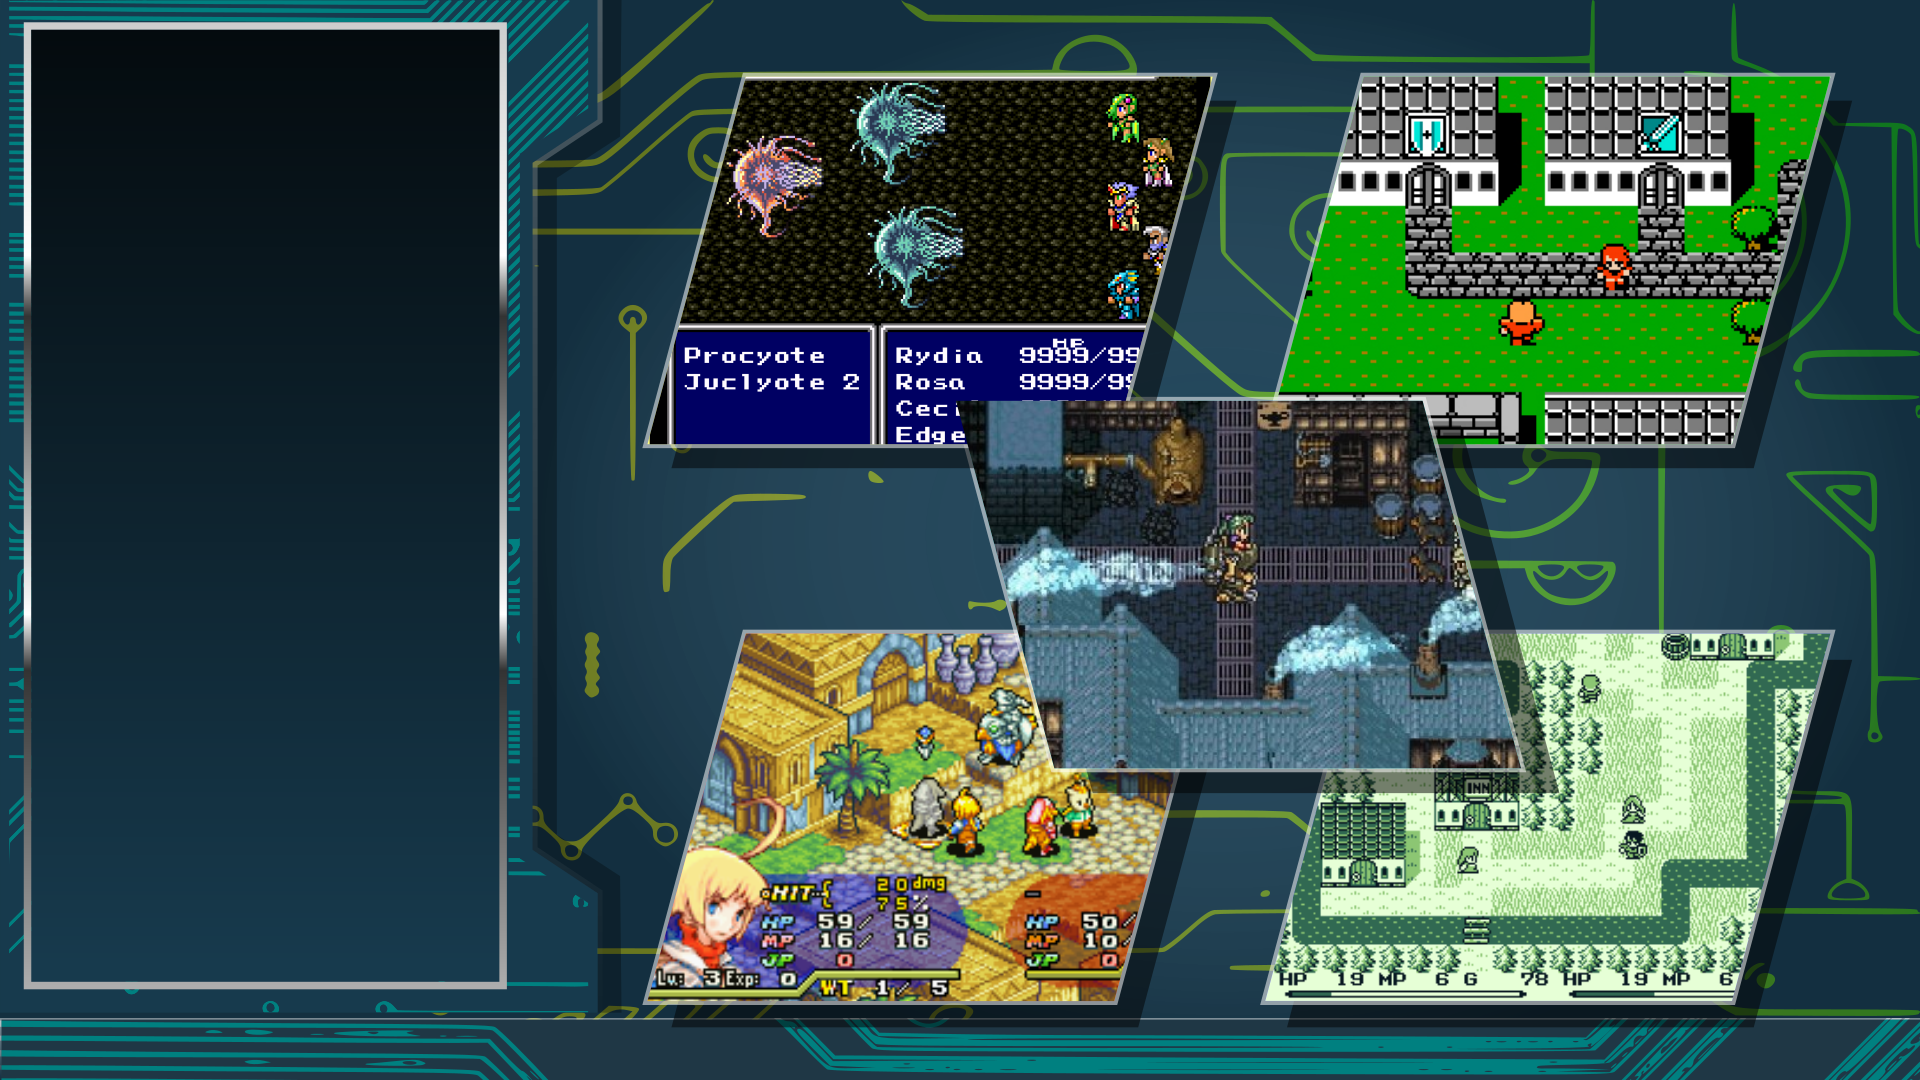 Procyote
Juclyote 2
HP
Rydia 9999/99
Rosa 9999/99
Ceci
Edge
INN
HIT
20dmg
75%
HP 59/ 59
MP 16/ 16
JP 0
Lv. 3 Exp. 0
WT 1/ 5
HP 50/
MP 10/
JP 0
HP 19 MP 6 G 78 HP 19 MP 6